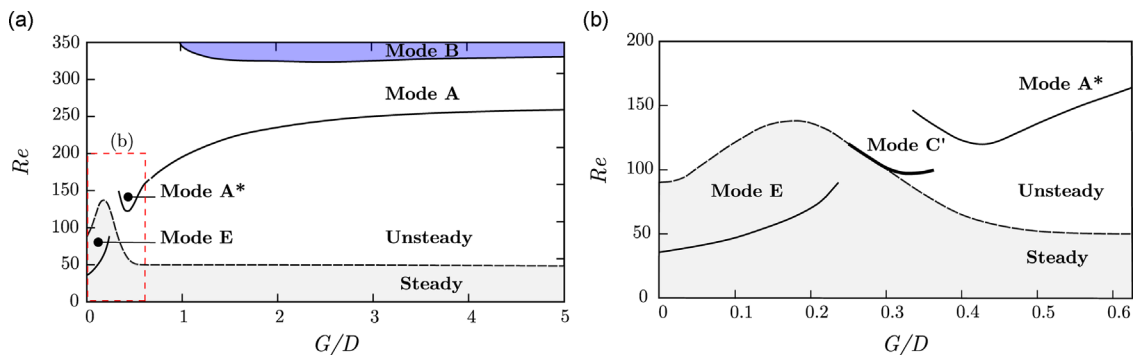 (a)
350
300
250
200
150
100
50
0
Re
0
1
2
3
4
5
G/D
Mode B
Mode A
(b)
Mode A*
Mode E
Unsteady
Steady
(b)
200
150
100
50
0
Re
0
0.1
0.2
0.3
0.4
0.5
0.6
G/D
Mode A*
Mode C'
Mode E
Unsteady
Steady